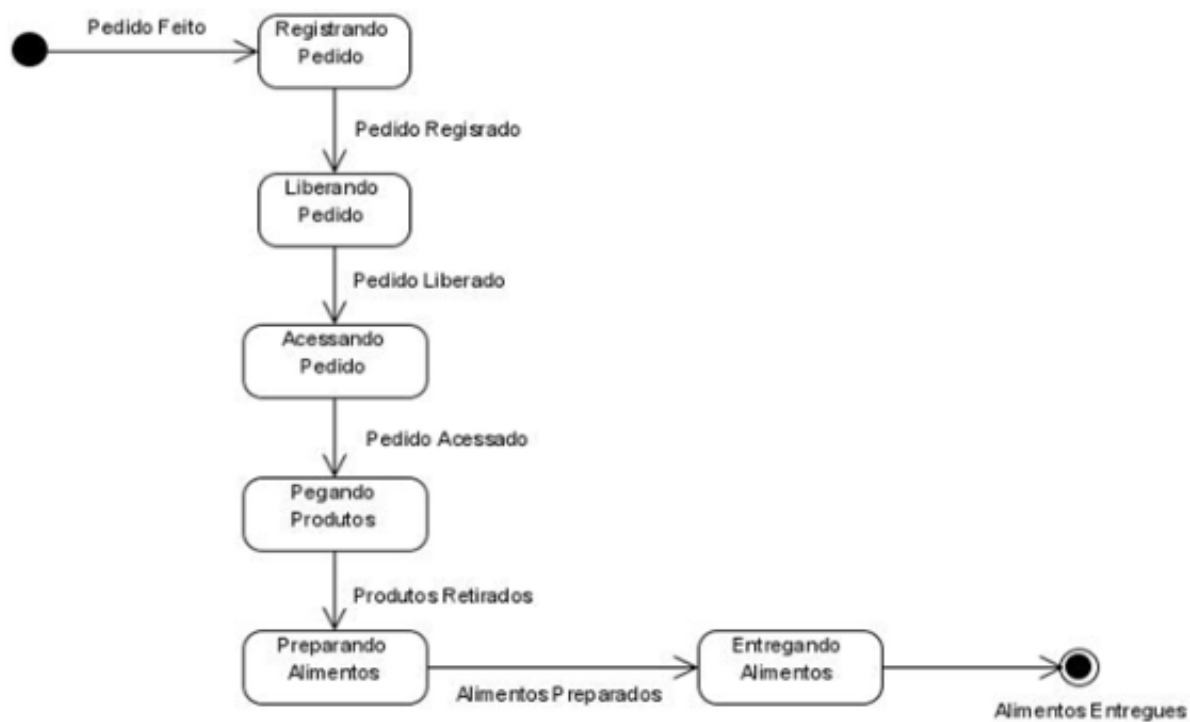 Pedido Feito
Registrando
Pedido
Pedido Regisrado
Liberando
Pedido
Pedido Liberado
Acessando
Pedido
Pedido Acessado
Pegando
Produtos
Produtos Retirados
Preparando
Alimentos
Alimentos Preparados
Entregando
Alimentos
Alimentos Entregues